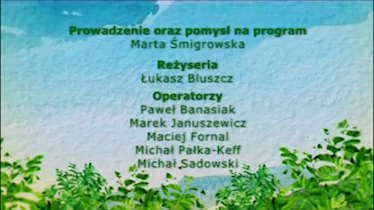 Prowadzenie oraz pomysł na program
Marta Śmigrowska
Reżyseria
Łukasz Bluszcz
Operatorzy
Paweł Banasiak
Marek Januszewicz
Maciej Fornal
Michał Pałka-Keff
Michał Sadowski